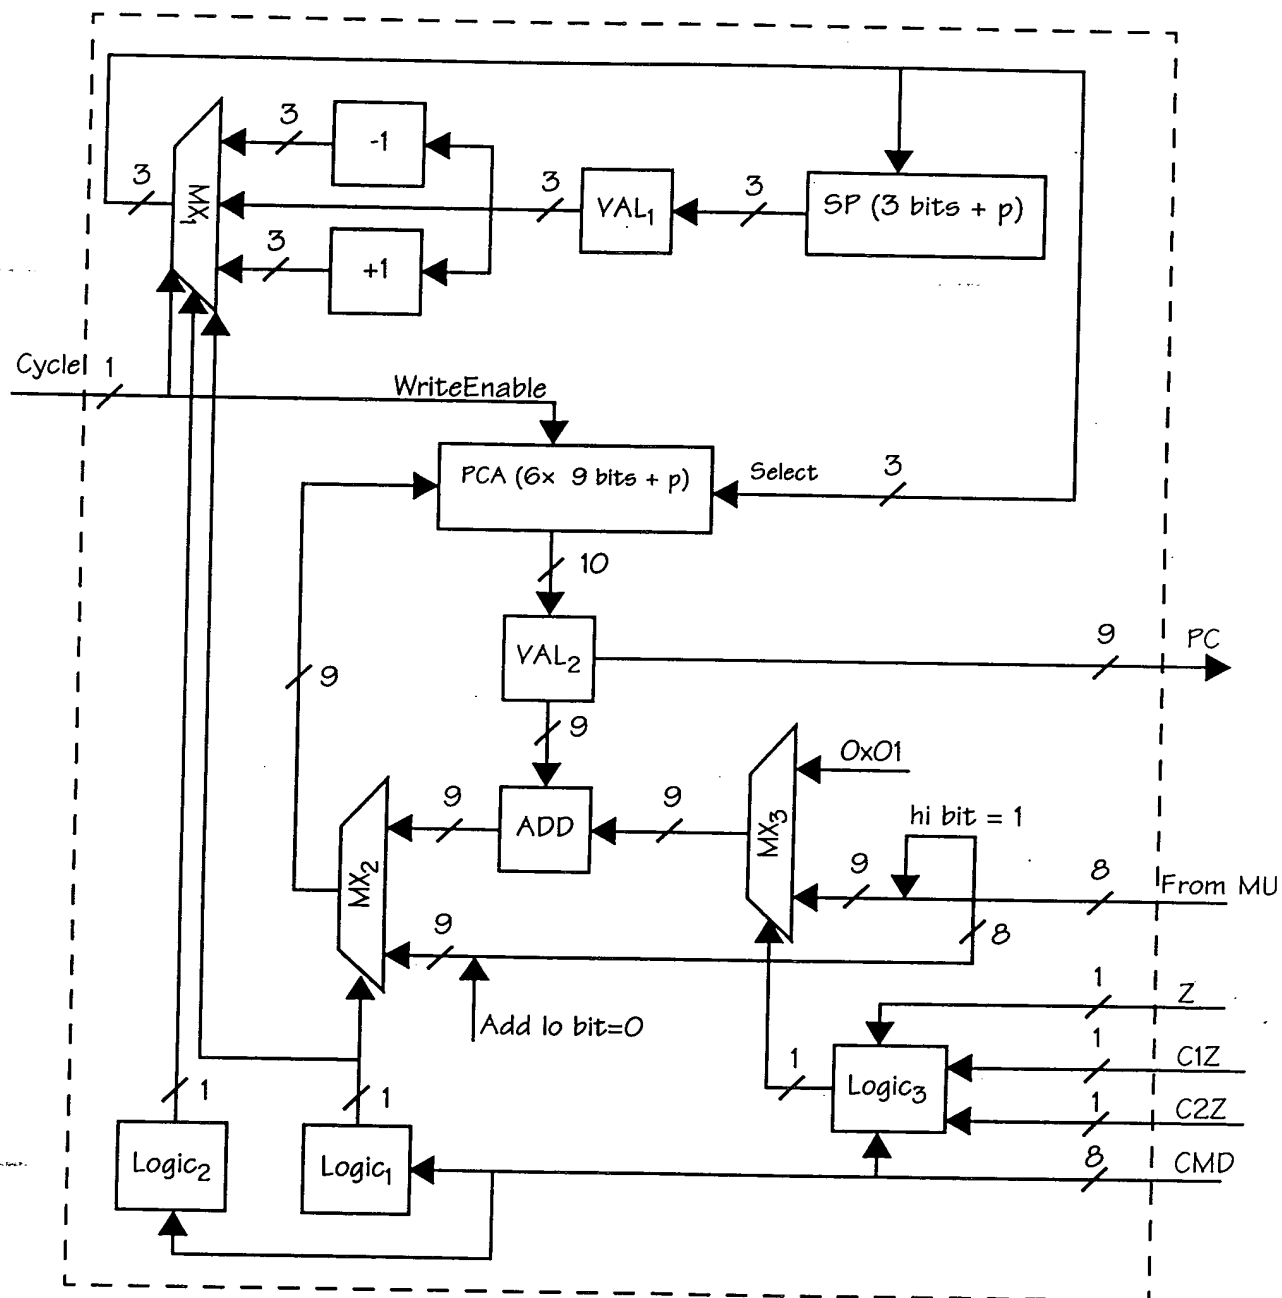 3
-1
3
MX1
3
VAL1
3
SP (3 bits + p)
3
+1
Cycle
1
WriteEnable
PCA (6x 9 bits + p)
Select
3
10
9
VAL2
9
PC
9
0x01
9
ADD
9
MX3
hi bit = 1
MX2
9
8
From MU
9
8
Add lo bit=0
1
Z
1
C1Z
1
Logic3
1
C2Z
1
1
Logic2
Logic1
8
CMD